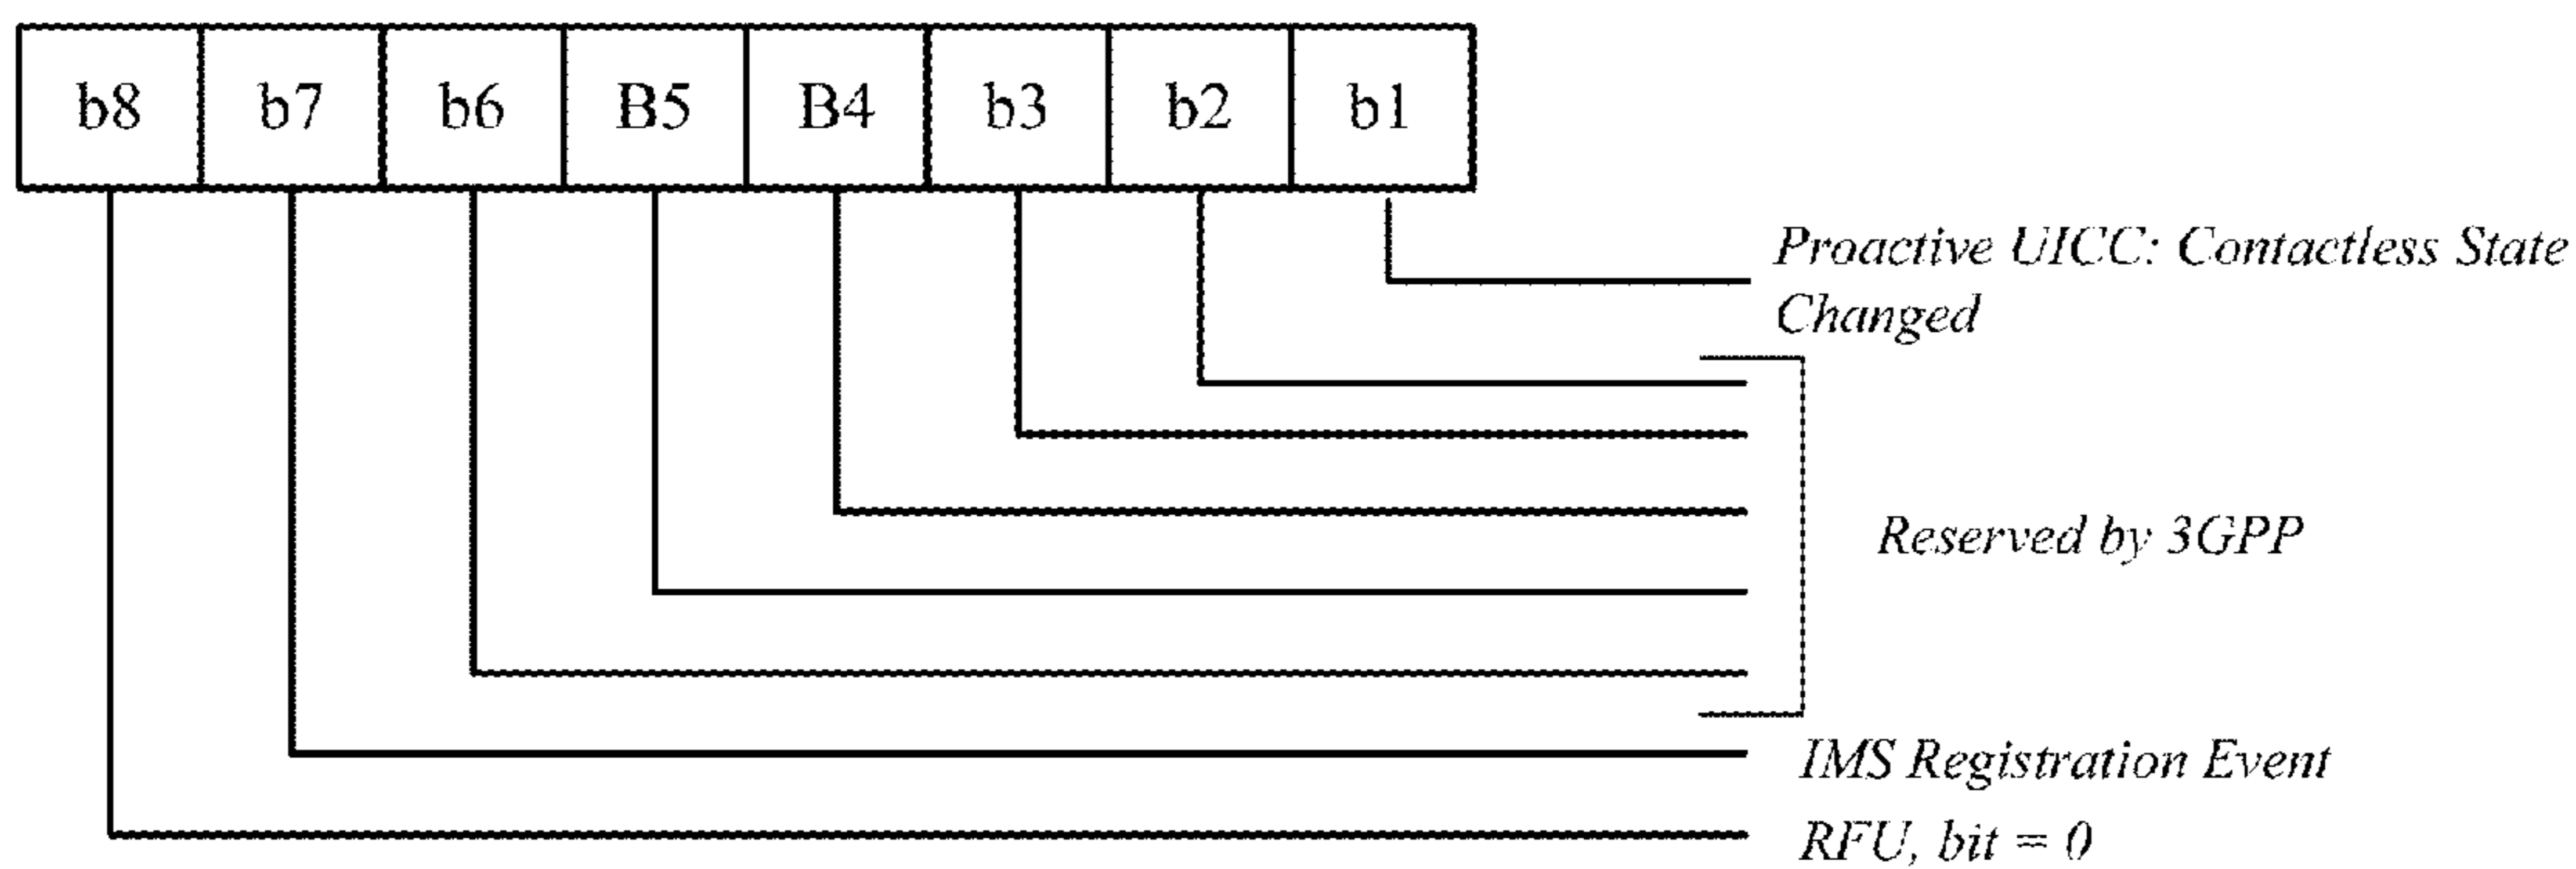 b8 b7 b6 B5 B4 b3 b2 b1
Proactive UICC: Contactless State
Changed
Reserved by 3GPP
IMS Registration Event
RFU, bit = 0